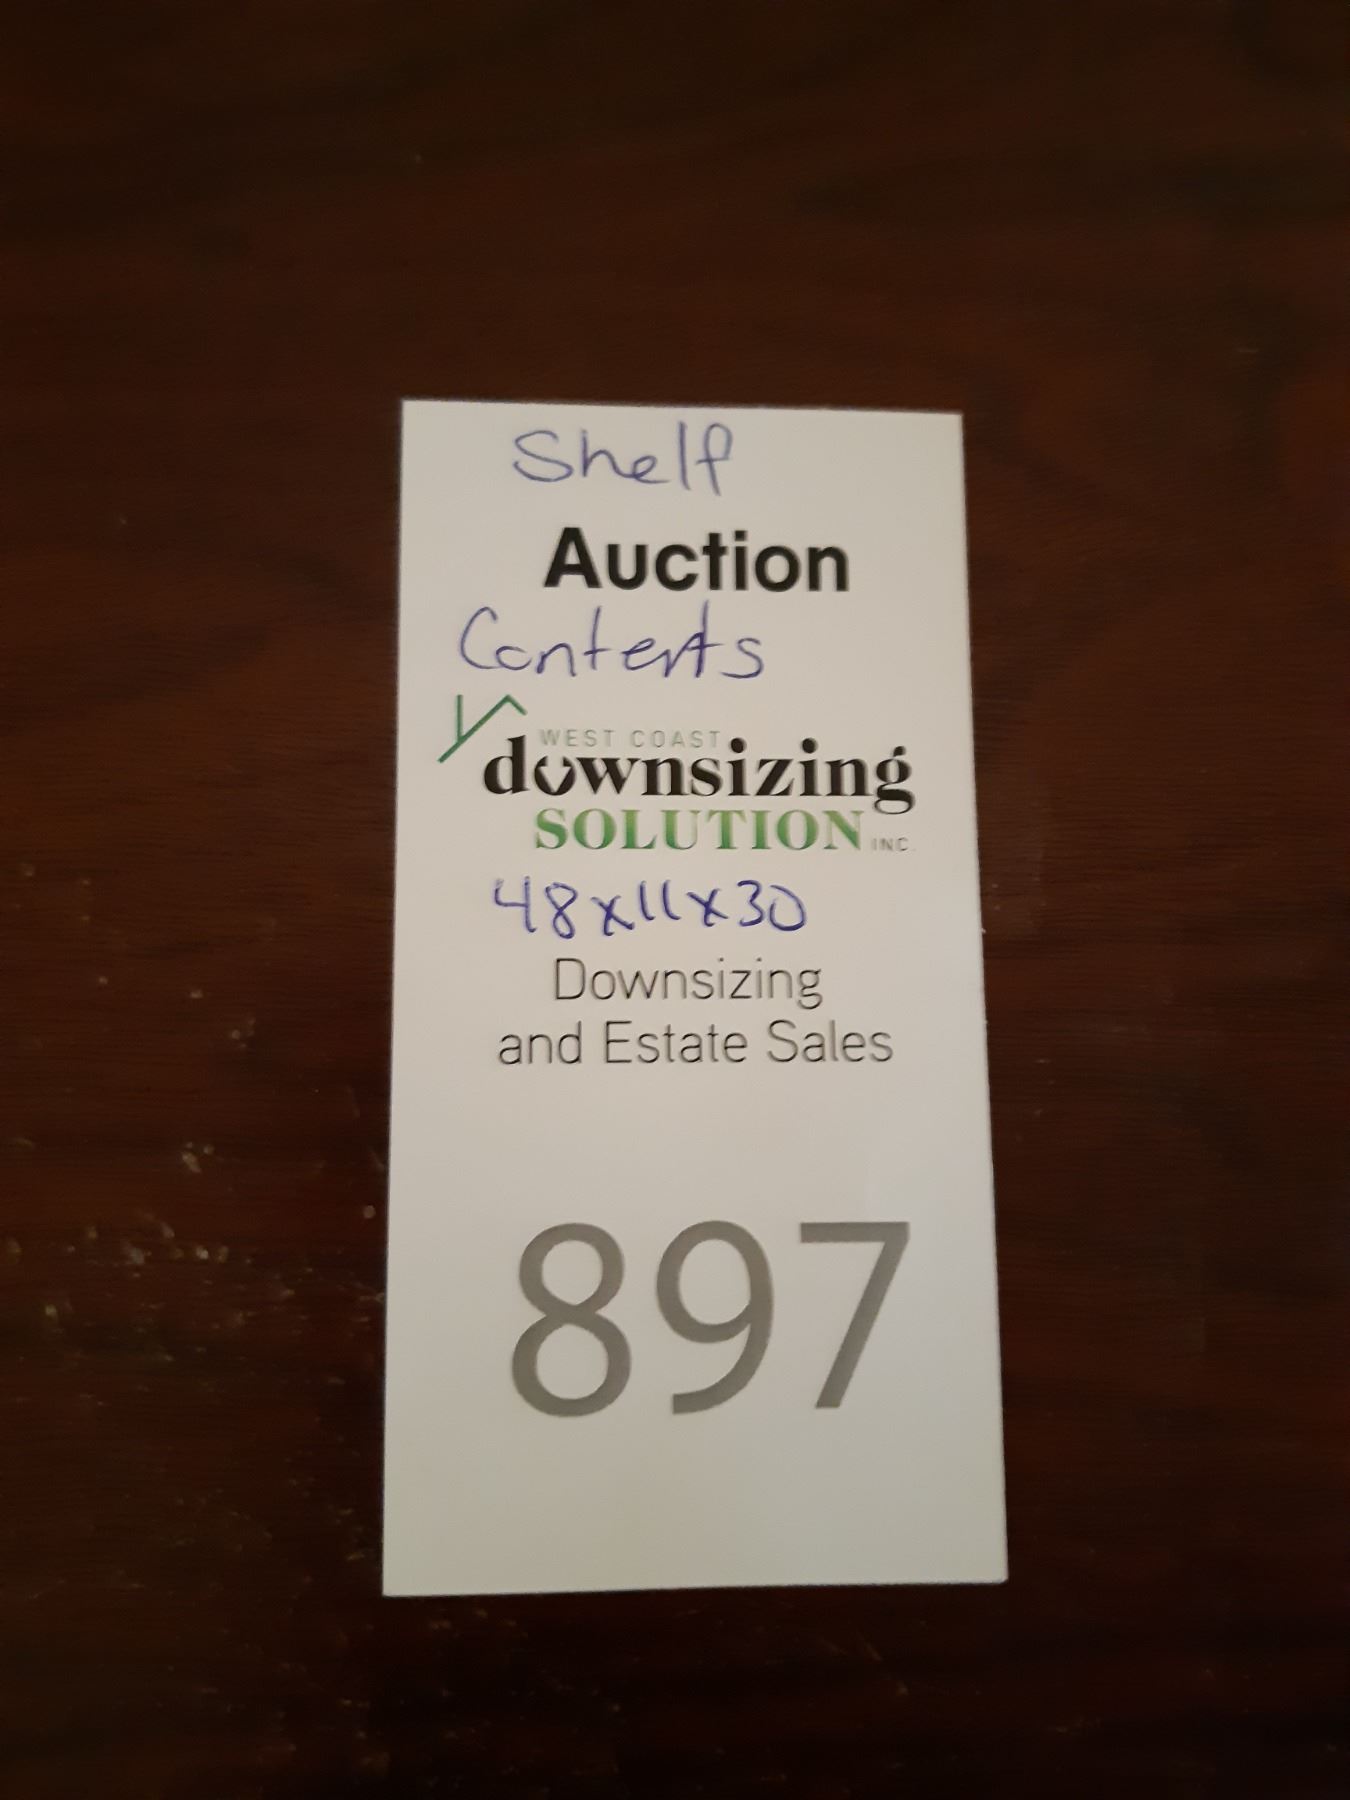 Shelf
Auction
Contents
WEST COAST
downsizing
SOLUTION INC.
48x11x30
Downsizing
and Estate Sales
897